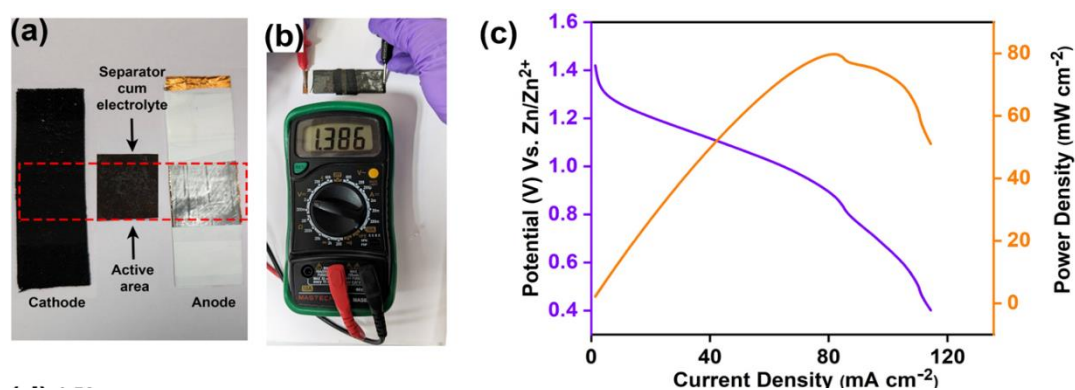 (a)
Separator
cum
electrolyte
Active
area
Cathode
Anode
(b)
1.386
MASTECH
(c)
Potential (V) Vs. Zn/Zn²⁺
1.6
1.4
1.2
1.0
0.8
0.6
0.4
0 40 80 120
Current Density (mA cm⁻²)
80
60
40
20
0
Power Density (mW cm⁻²)